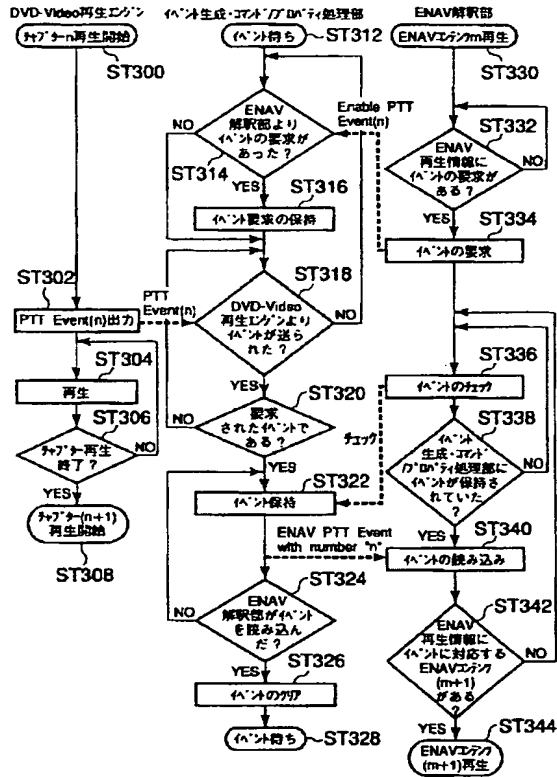 DVD-Video再生エンジン
チャプターn再生開始
ST300
ST302
PTT Event(n)出力
ST304
再生
ST306
チャプター再生
終了？
NO
YES
チャプター(n+1)
再生開始
ST308
イベント生成・コマンド/プロパティ処理部
イベント待ち
ST312
ENAV
解釈部より
イベントの要求が
あった？
NO
ST314
YES
ST316
イベント要求の保持
PTT
Event(n)
ST318
DVD-Video
再生エンジンより
イベントが送ら
れた？
NO
YES
ST320
要求
されたイベントで
ある？
NO
YES
ST322
イベント保持
ENAV PTT Event
with number "n"
ST324
ENAV
解釈部がイベント
を読み込ん
だ？
NO
YES
ST326
イベントのクリア
イベント待ち
ST328
ENAV解釈部
ENAVコンテンツm再生
ST330
Enable PTT
Event(n)
ST332
ENAV
再生情報に
イベントの要求が
ある？
NO
YES
ST334
イベントの要求
ST336
イベントのチェック
チェック
ST338
イベント
生成・コマンド
/プロパティ処理部に
イベントが保持さ
れていた
？
NO
YES
ST340
イベントの読み込み
ST342
ENAV
再生情報に
イベントに対応する
ENAVコンテンツ
(m+1)
がある？
NO
YES
ST344
ENAVコンテンツ
(m+1)再生